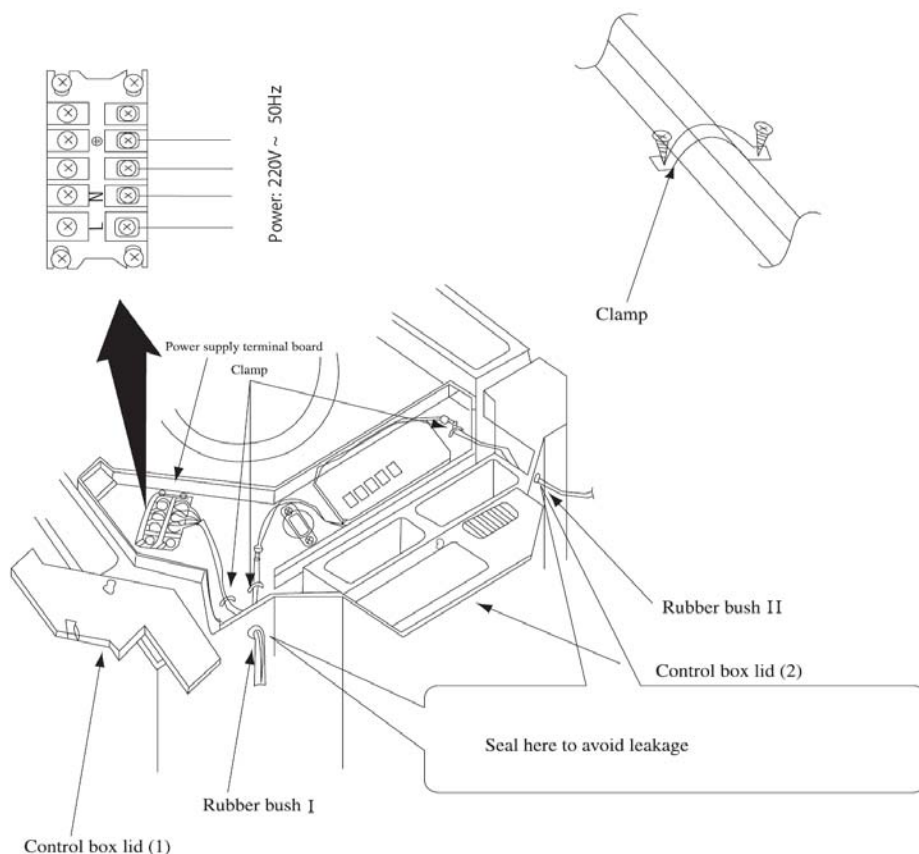 Power: 220V ~ 50Hz
⏚
N
L
Clamp
Power supply terminal board
Clamp
Rubber bush II
Control box lid (2)
Seal here to avoid leakage
Rubber bush I
Control box lid (1)